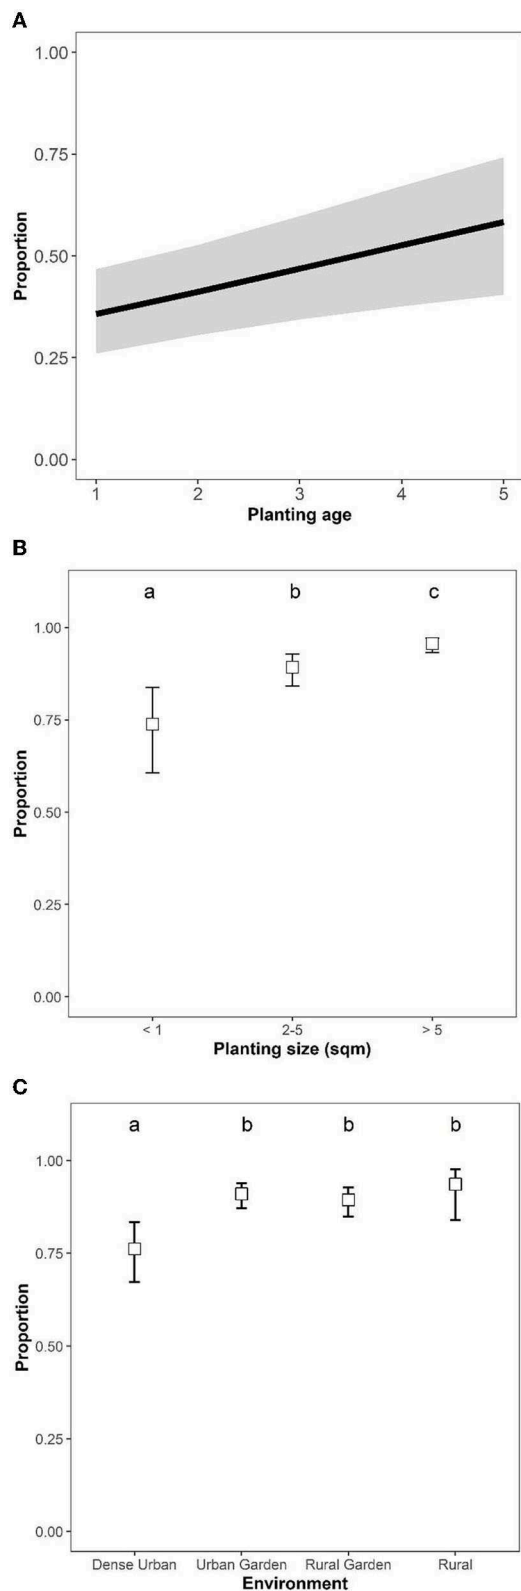 A
1.00
0.75
0.50
0.25
0.00
Proportion
1 2 3 4 5
Planting age
B
a b c
1.00
0.75
0.50
0.25
0.00
Proportion
< 1 2-5 > 5
Planting size (sqm)
C
a b b b
1.00
0.75
0.50
0.25
0.00
Proportion
Dense Urban Urban Garden Rural Garden Rural
Environment